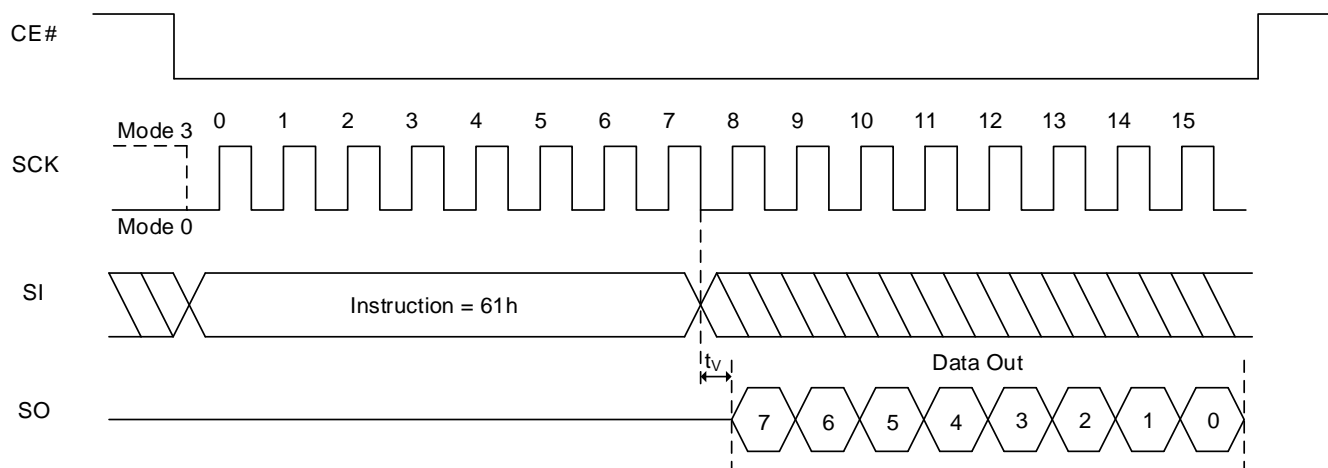 CE#
0 1 2 3 4 5 6 7 8 9 10 11 12 13 14 15
Mode 3
SCK
Mode 0
SI
Instruction = 61h
tV
Data Out
SO
7 6 5 4 3 2 1 0